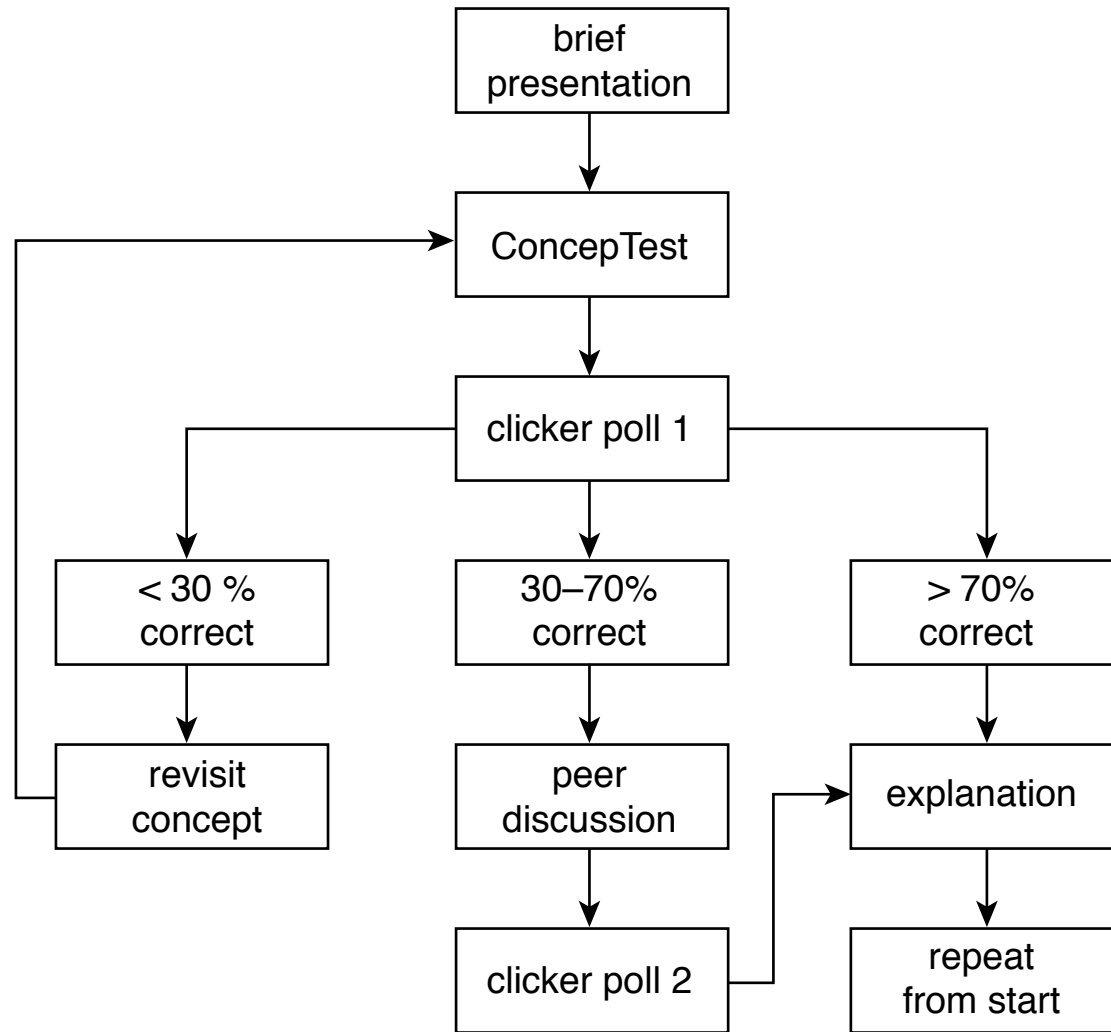 brief
presentation
ConcepTest
clicker poll 1
< 30 %
correct
30–70%
correct
> 70%
correct
revisit
concept
peer
discussion
explanation
clicker poll 2
repeat
from start